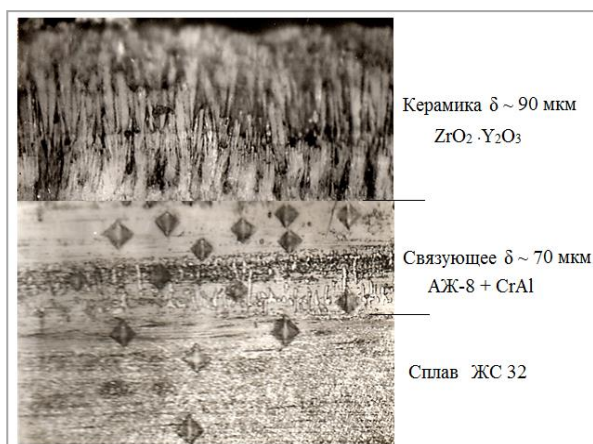 Керамика δ ~ 90 мкм
ZrO₂ ·Y₂O₃
Связующее δ ~ 70 мкм
АЖ-8 + CrAl
Сплав ЖС 32